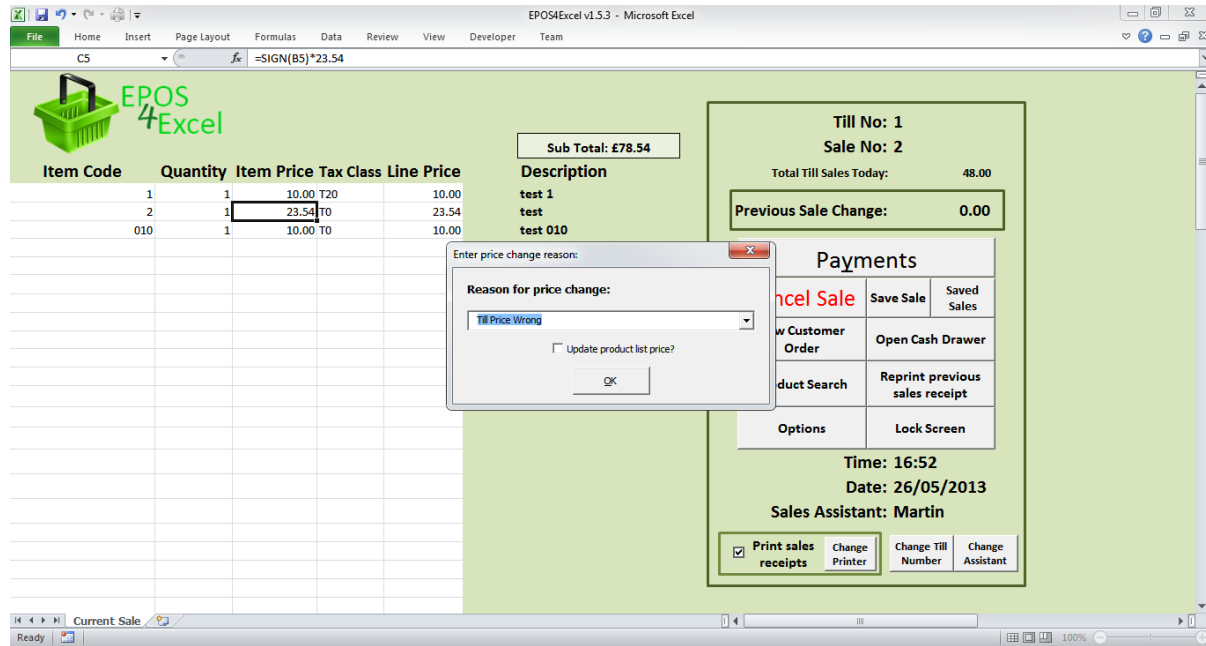 EPOS4Excel v1.5.3 - Microsoft Excel
File Home Insert Page Layout Formulas Data Review View Developer Team
C5 fx =SIGN(B5)*23.54
EPOS
4Excel
Sub Total: £78.54
Item Code Quantity Item Price Tax Class Line Price Description
1 1 10.00 T20 10.00 test 1
2 1 23.54 T0 23.54 test
010 1 10.00 T0 10.00 test 010
Till No: 1
Sale No: 2
Total Till Sales Today: 48.00
Previous Sale Change: 0.00
Enter price change reason:
Reason for price change:
Till Price Wrong
Update product list price?
OK
Payments
ncel Sale
Save Sale
Saved
Sales
w Customer
Order
Open Cash Drawer
duct Search
Reprint previous
sales receipt
Options
Lock Screen
Time: 16:52
Date: 26/05/2013
Sales Assistant: Martin
Print sales
receipts
Change
Printer
Change Till
Number
Change
Assistant
Current Sale
Ready
100%